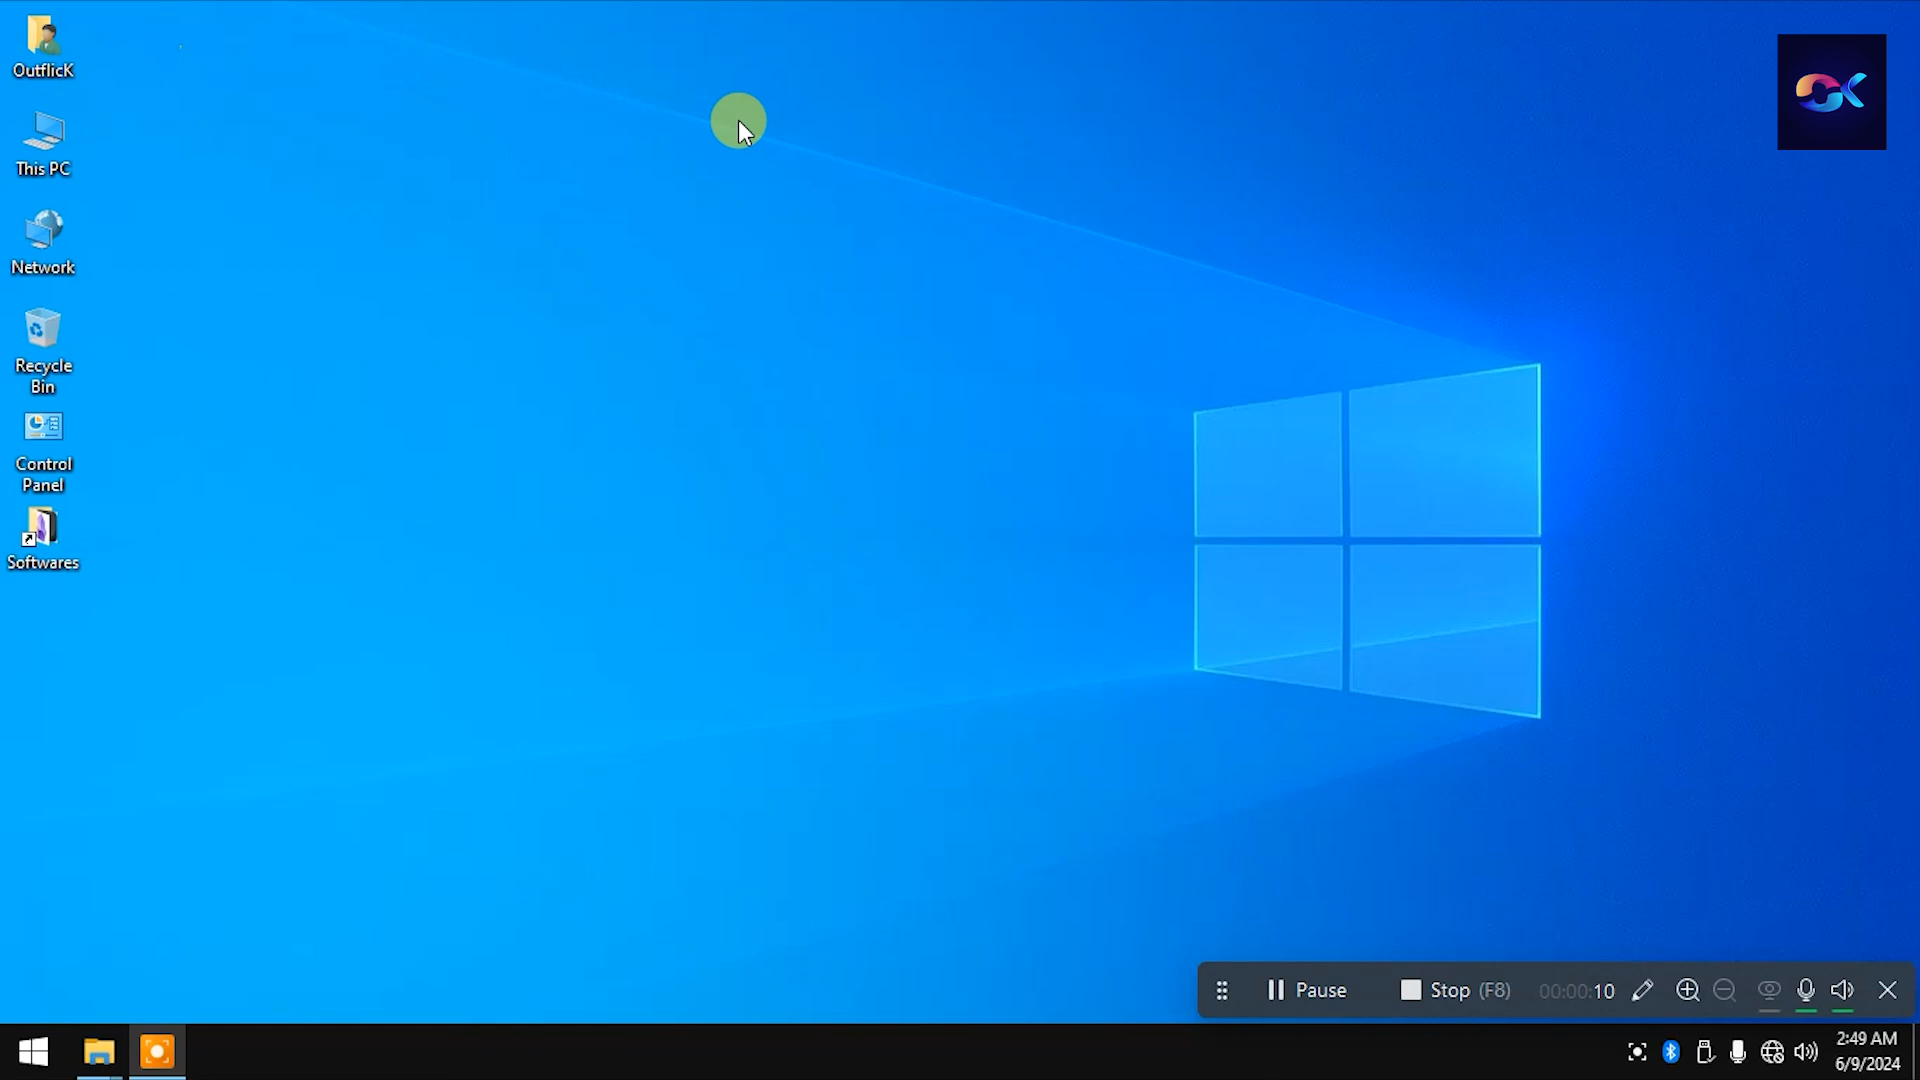 OutflicK
This PC
Network
Recycle
Bin
Control
Panel
Softwares
Pause
Stop (F8)
00:00:10
2:49 AM
6/9/2024